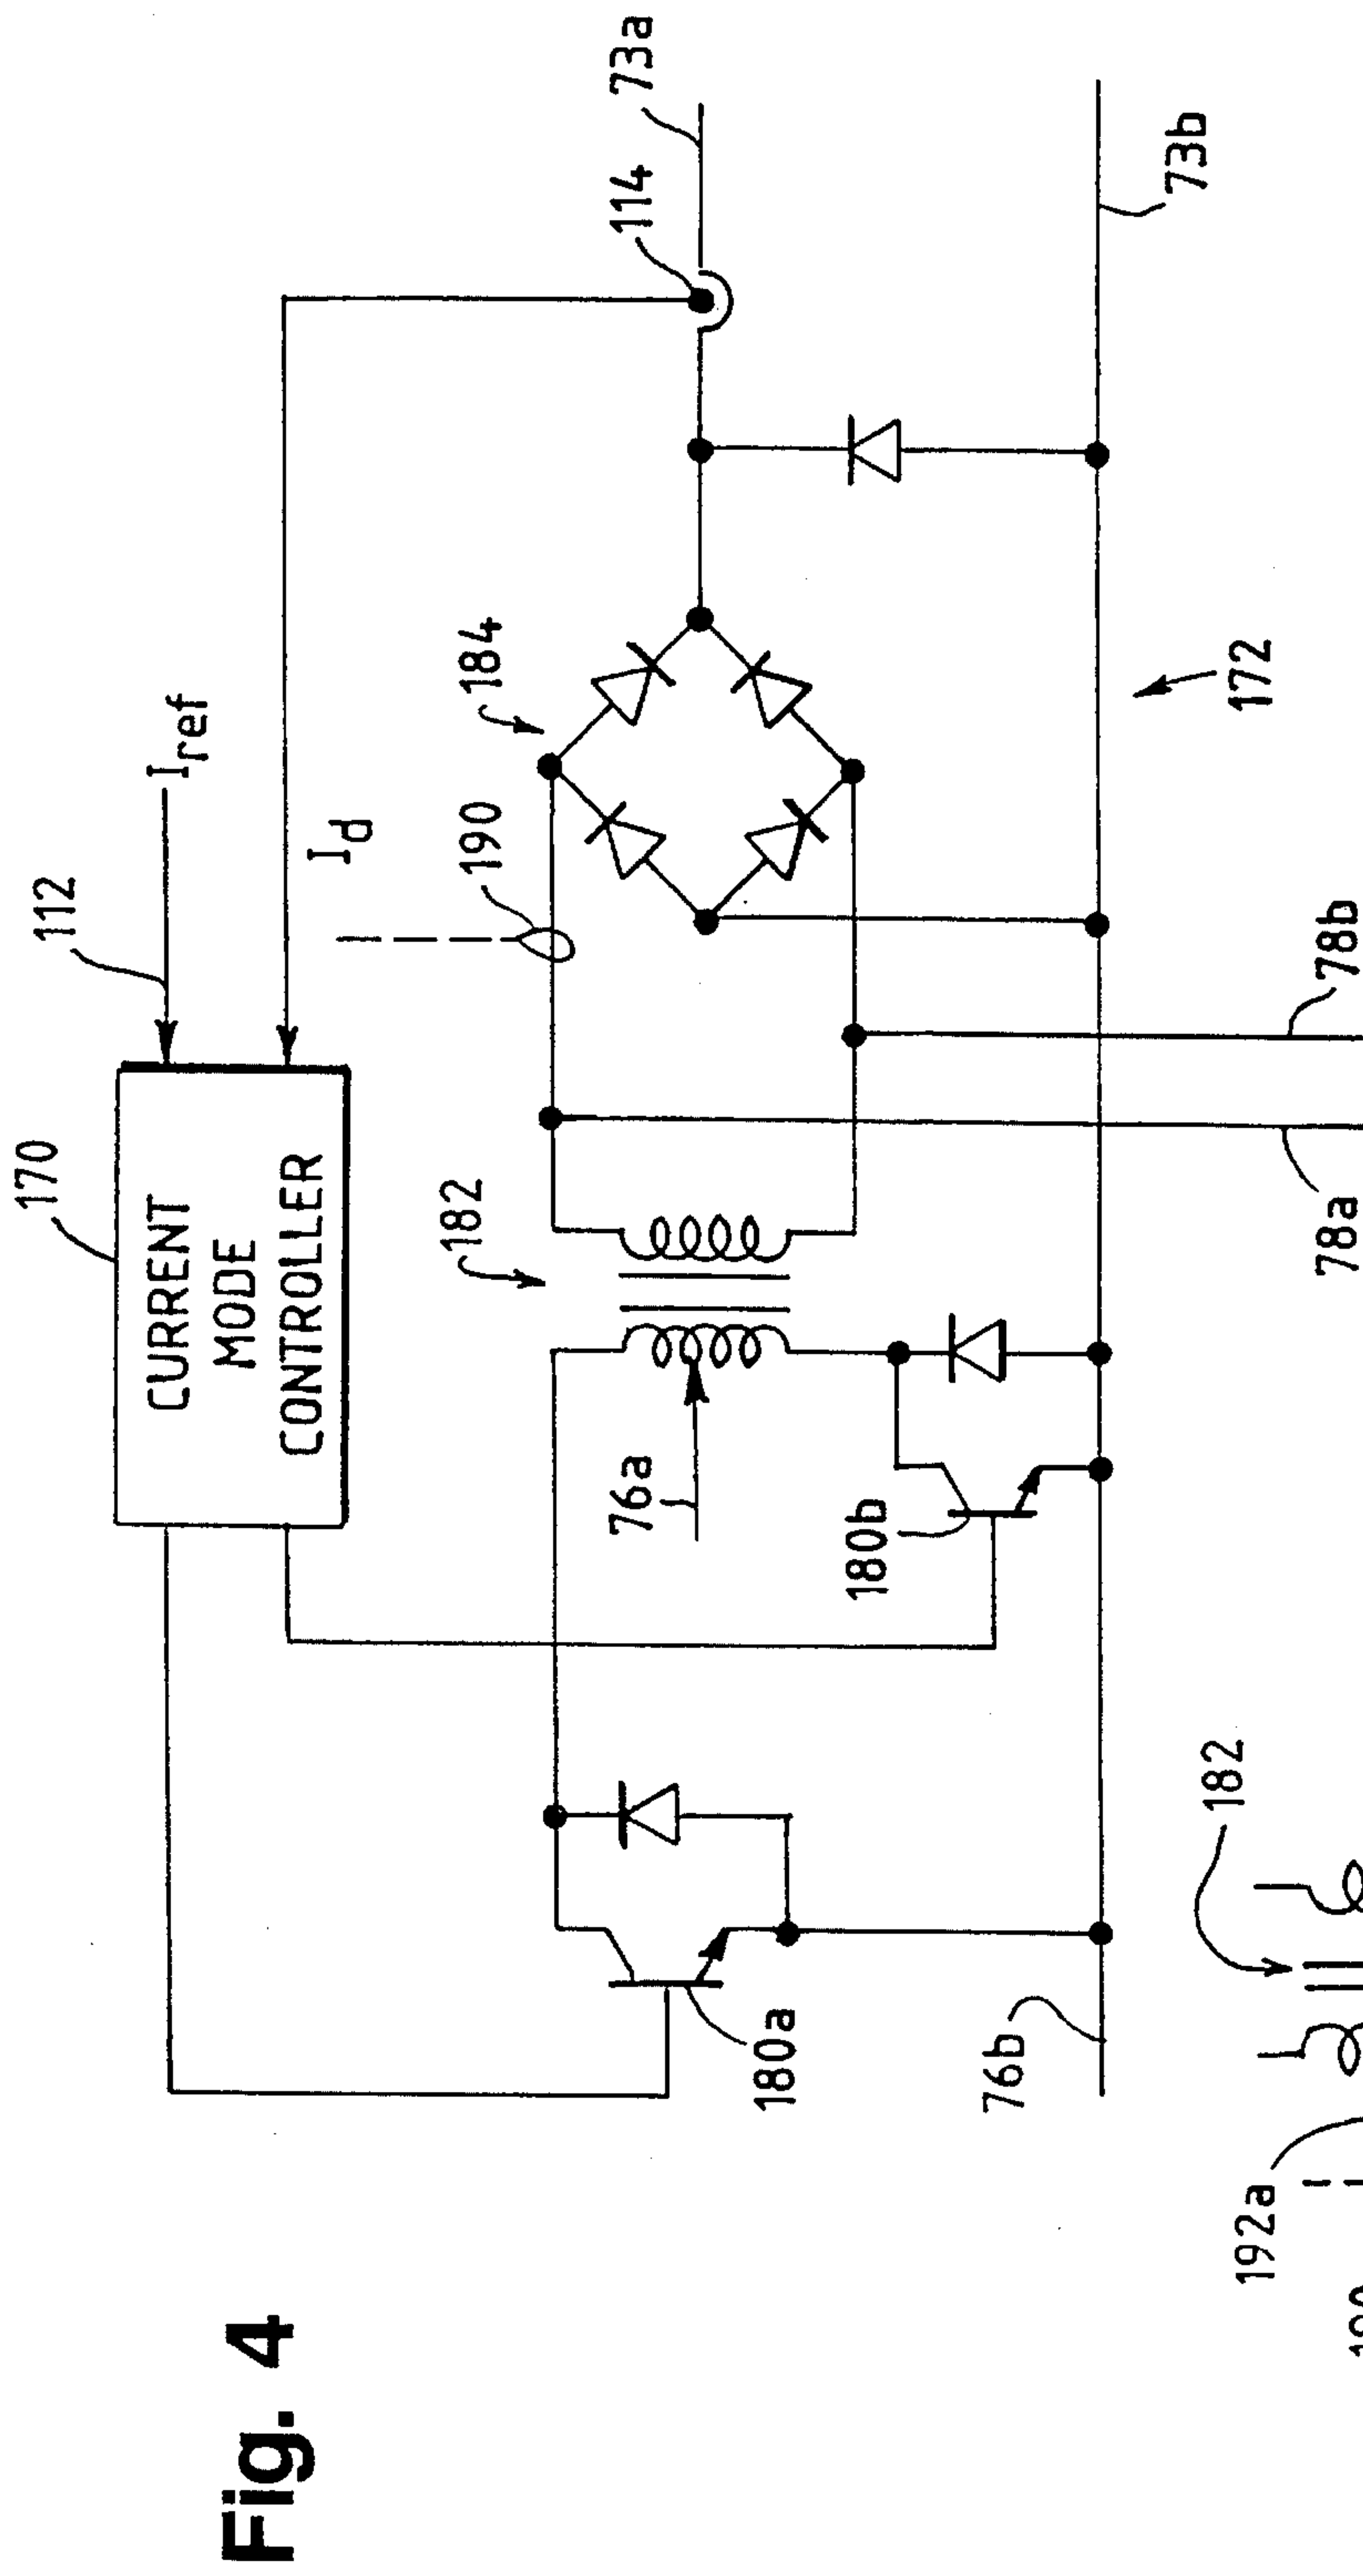 Fig. 4
170
112
CURRENT
MODE
CONTROLLER
I_ref
I_d
182
190
184
114
73a
76a
180a
180b
76b
172
73b
78a
78b
182
192a